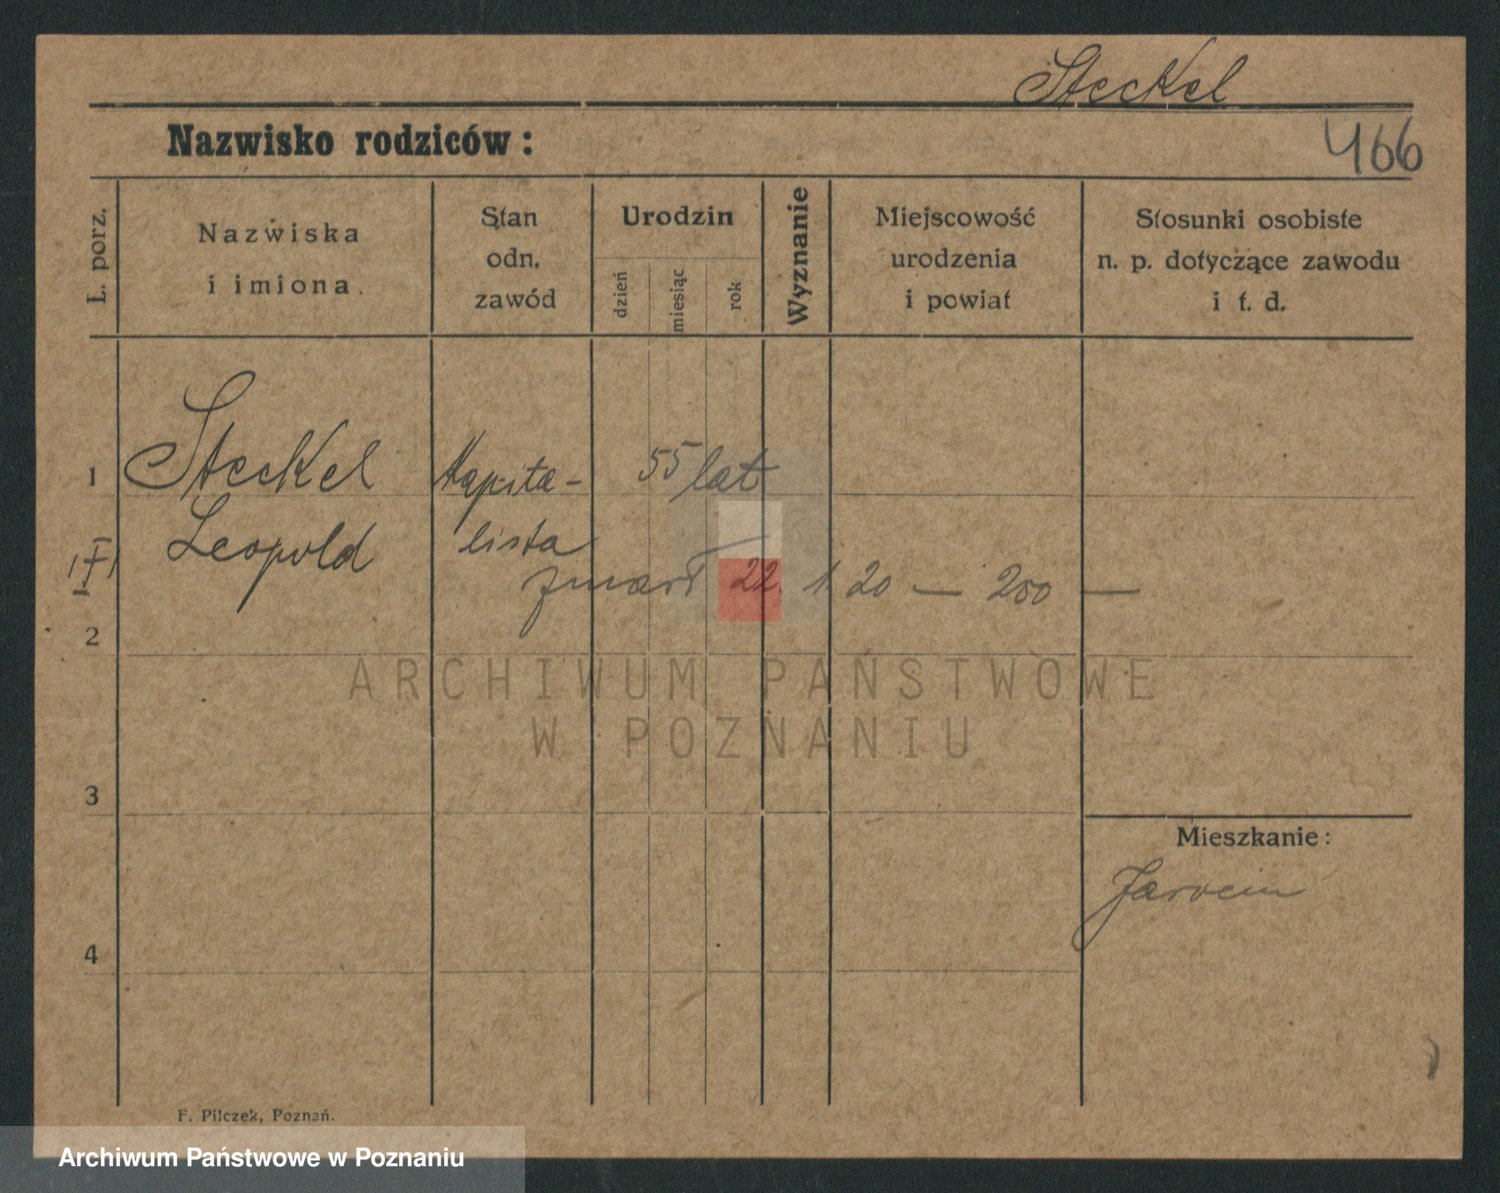 Steckel
466
Nazwisko rodziców:
L. porz.
Nazwiska
i imiona.
Stan
odn.
zawód
Urodzin
dzień
miesiąc
rok
Wyznanie
Miejscowość
urodzenia
i powiat
Stosunki osobiste
n. p. dotyczące zawodu
i t. d.
1
Steckel
Kapita-
55 lat
Leopold
lista
zmarł 22. 1. 20 — 200 —
2
ARCHIWUM PAŃSTWOWE
W POZNANIU
3
Mieszkanie:
4
F. Pilczek, Poznań.
Archiwum Państwowe w Poznaniu